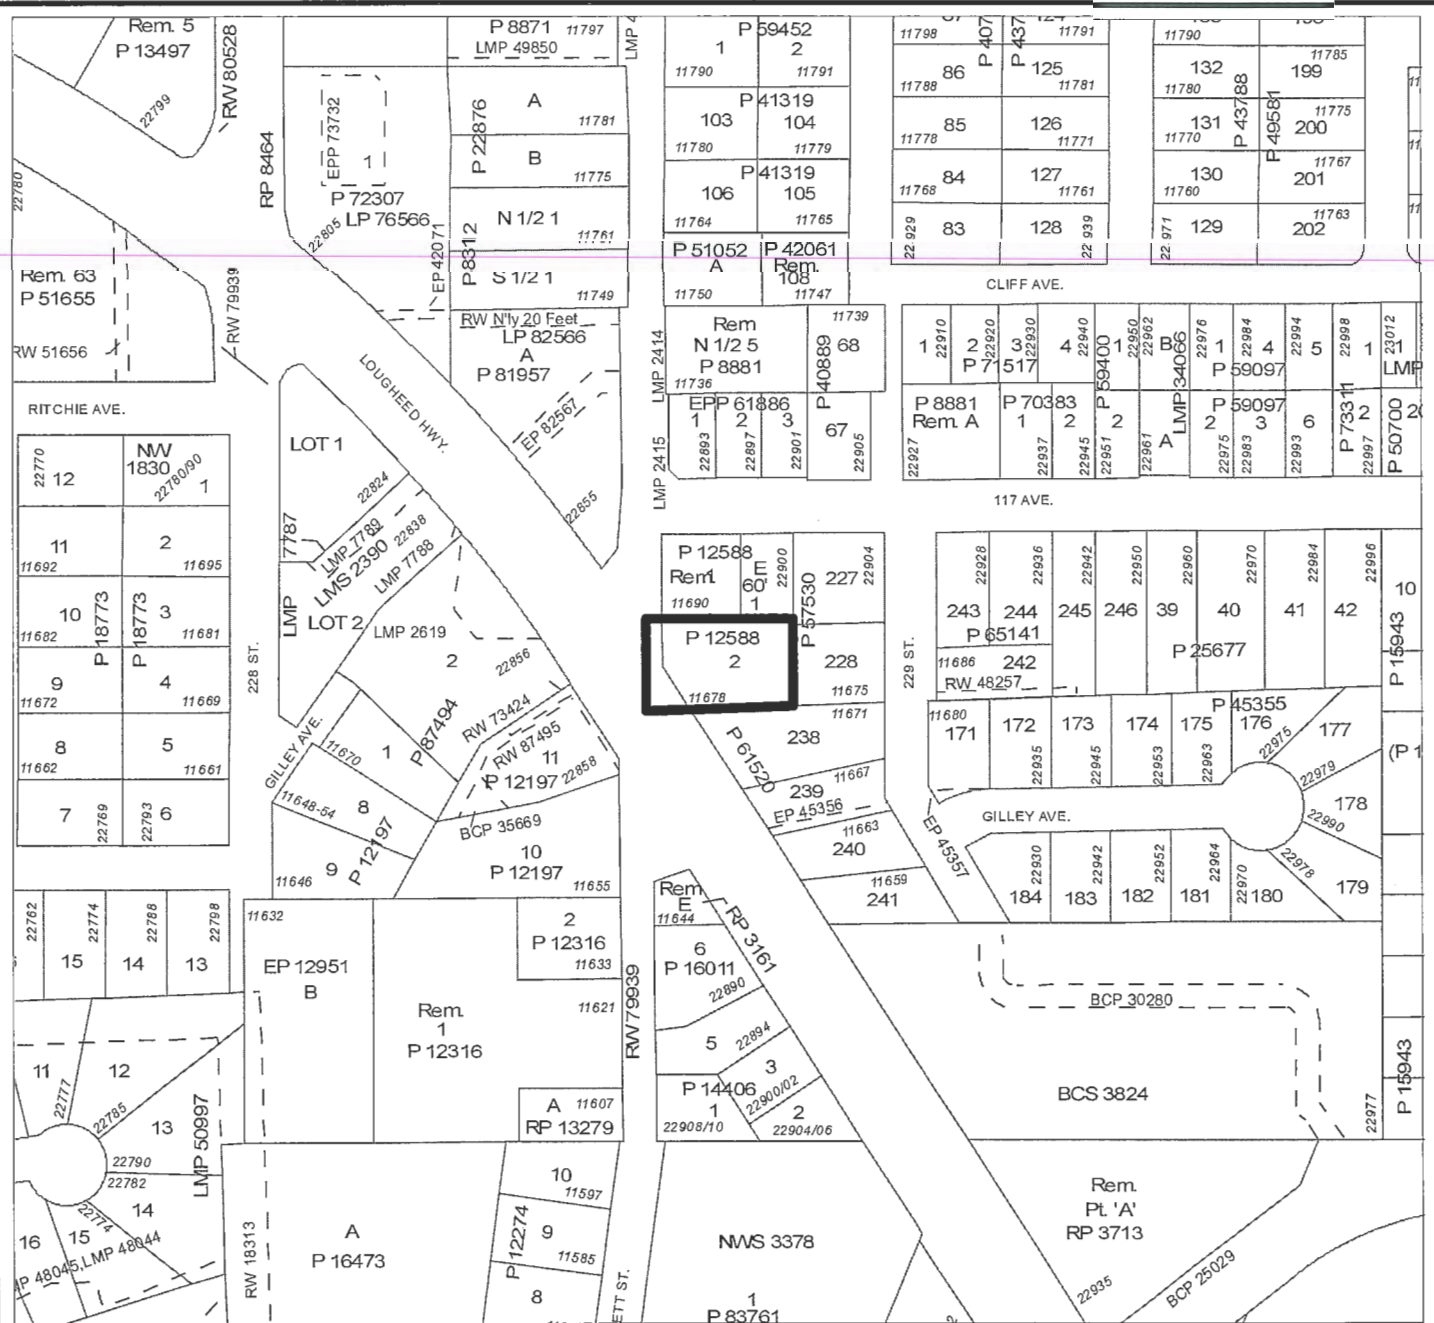 Rem. 5
P 13497
22799
RW 80528
22780
RP 8464
EPP 73732
1
P 72307
LP 76566
22805
P 8871 11797
LMP 49850
P 22876
A
11781
B
11775
N 1/2 1
11761
S 1/2 1
11749
P 8312
EP 42071
RW N'ly 20 Feet
LP 82566
A
P 81957
EP 82567
22855
P 59452
1
2
11790
11791
P 41319
103
104
11780
11779
P 41319
106
105
11764
11765
P 51052
A
11750
P 42061
Rem.
108
11747
11798
11791
86
125
11788
11781
85
126
11778
11771
84
127
11768
11761
83
128
22929
22939
11790
11785
132
199
11780
11775
P 43788
P 49581
131
200
11770
11767
130
201
11760
11763
129
202
22971
CLIFF AVE.
Rem. 63
P 51655
RW 51656
RW 79939
RITCHIE AVE.
LOUGHEED HWY.
LMP 2414
Rem
N 1/2 5
P 8881
11736
11739
68
P 40889
EPP 61886
1
2
3
67
22893
22897
22901
22905
LMP 2415
1
22910
2
22920
3
22930
4
22940
P 71517
1
22950
P 59400
22962
B
LMP 34066
1
22976
4
22984
5
22994
1
22998
P 59097
23012
1
LMP
P 8881
Rem. A
22927
P 70383
1
22937
2
22945
2
22951
A
22961
P 59097
2
22975
3
22983
6
22993
2
22997
P 73311
P 50700
117 AVE.
22770
12
NW
1830
22780/90
1
11
2
11692
11695
10
3
11682
11681
P 18773
P 18773
9
4
11672
11669
8
5
11662
11661
7
22769
22793
6
228 ST.
LOT 1
22824
LMP
7787
LMP 7789
LMS 2390
22838
LMP 7788
LMP
LOT 2
LMP 2619
2
22856
RW 73424
RW 87495
P 87494
1
11670
GILLEY AVE.
11
P 12197
22858
8
11648-54
BCP 35669
P 12197
9
11646
10
P 12197
11655
P 12588
Rem1
11690
E
60'
1
22900
227
22904
P 57530
P 12588
2
11678
228
11675
11671
238
P 61520
11667
239
EP 45356
11663
240
11659
241
229 ST.
22928
22936
22942
22950
22960
22970
22984
22996
243
244
245
246
39
40
41
42
10
P 65141
P 25677
11686
242
RW 48257
P 15943
P 45355
11680
171
172
173
174
175
176
177
22935
22945
22953
22963
22975
22979
178
22990
GILLEY AVE.
EP 45357
22930
22942
22952
22964
22970
22978
184
183
182
181
180
179
(P 1
22762
22774
22788
22798
15
14
13
11632
EP 12951
B
Rem.
1
P 12316
2
P 12316
11633
11621
A
11607
RP 13279
RW 79939
Rem
E
11644
RP 3161
6
P 16011
22890
5
22894
3
P 14406
22900/02
1
2
22908/10
22904/06
BCP 30280
BCS 3824
22977
P 15943
11
12
22777
22785
13
LMP 50997
22790
22782
14
22774
15
16
MP 48045,LMP 48044
RW 18313
A
P 16473
10
11597
9
11585
P 12274
8
ETT ST.
NWS 3378
1
P 83761
Rem.
Pt. 'A'
RP 3713
22935
BCP 25029